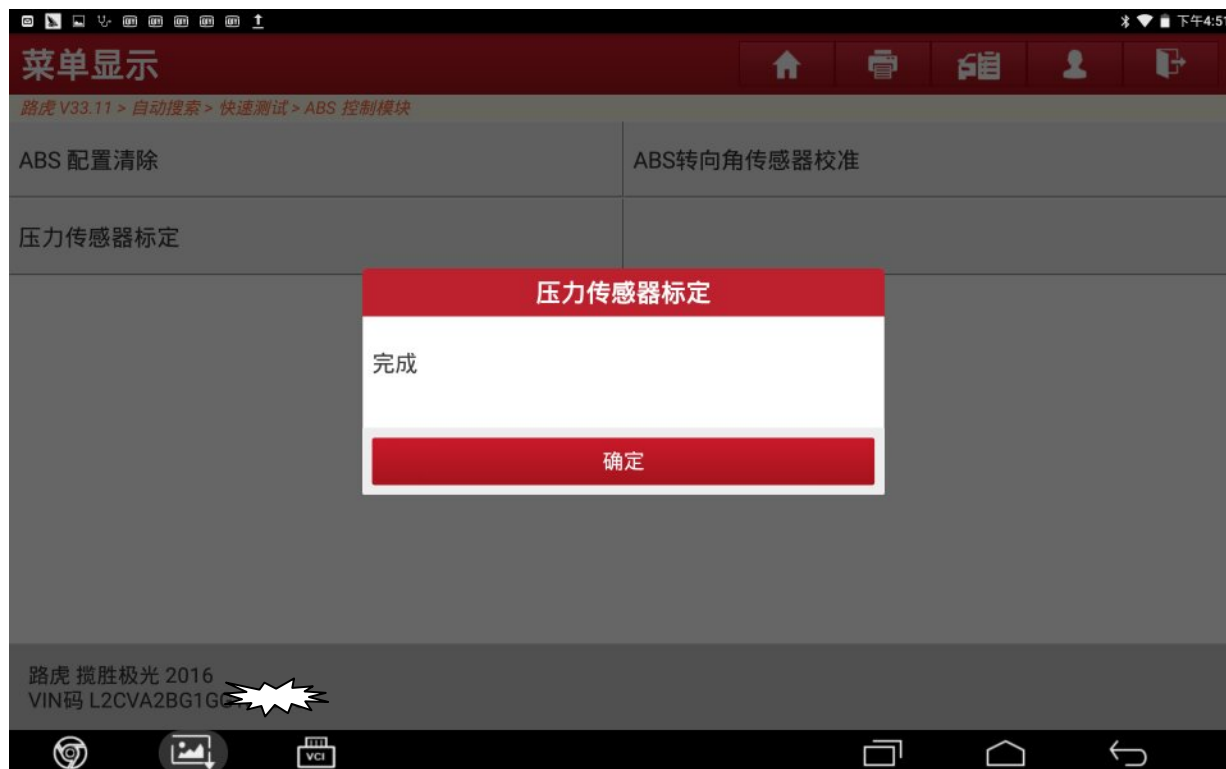 下午4:51
菜单显示
路虎 V33.11 > 自动搜索 > 快速测试 > ABS 控制模块
ABS 配置清除
ABS转向角传感器校准
压力传感器标定
压力传感器标定
完成
确定
路虎 揽胜极光 2016
VIN码 L2CVA2BG1G
VCI